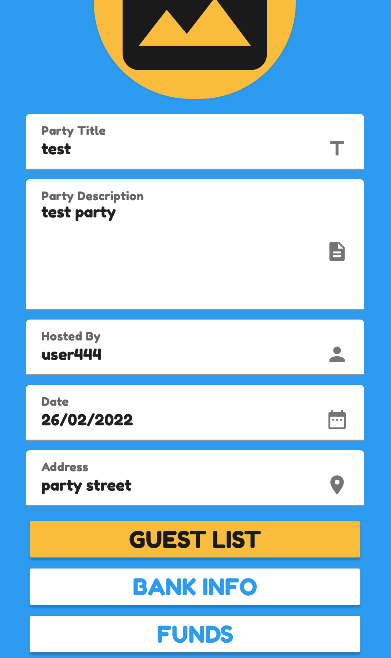 Party Title
test
Party Description
test party
Hosted By
user444
Date
26/02/2022
Address
party street
GUEST LIST
BANK INFO
FUNDS